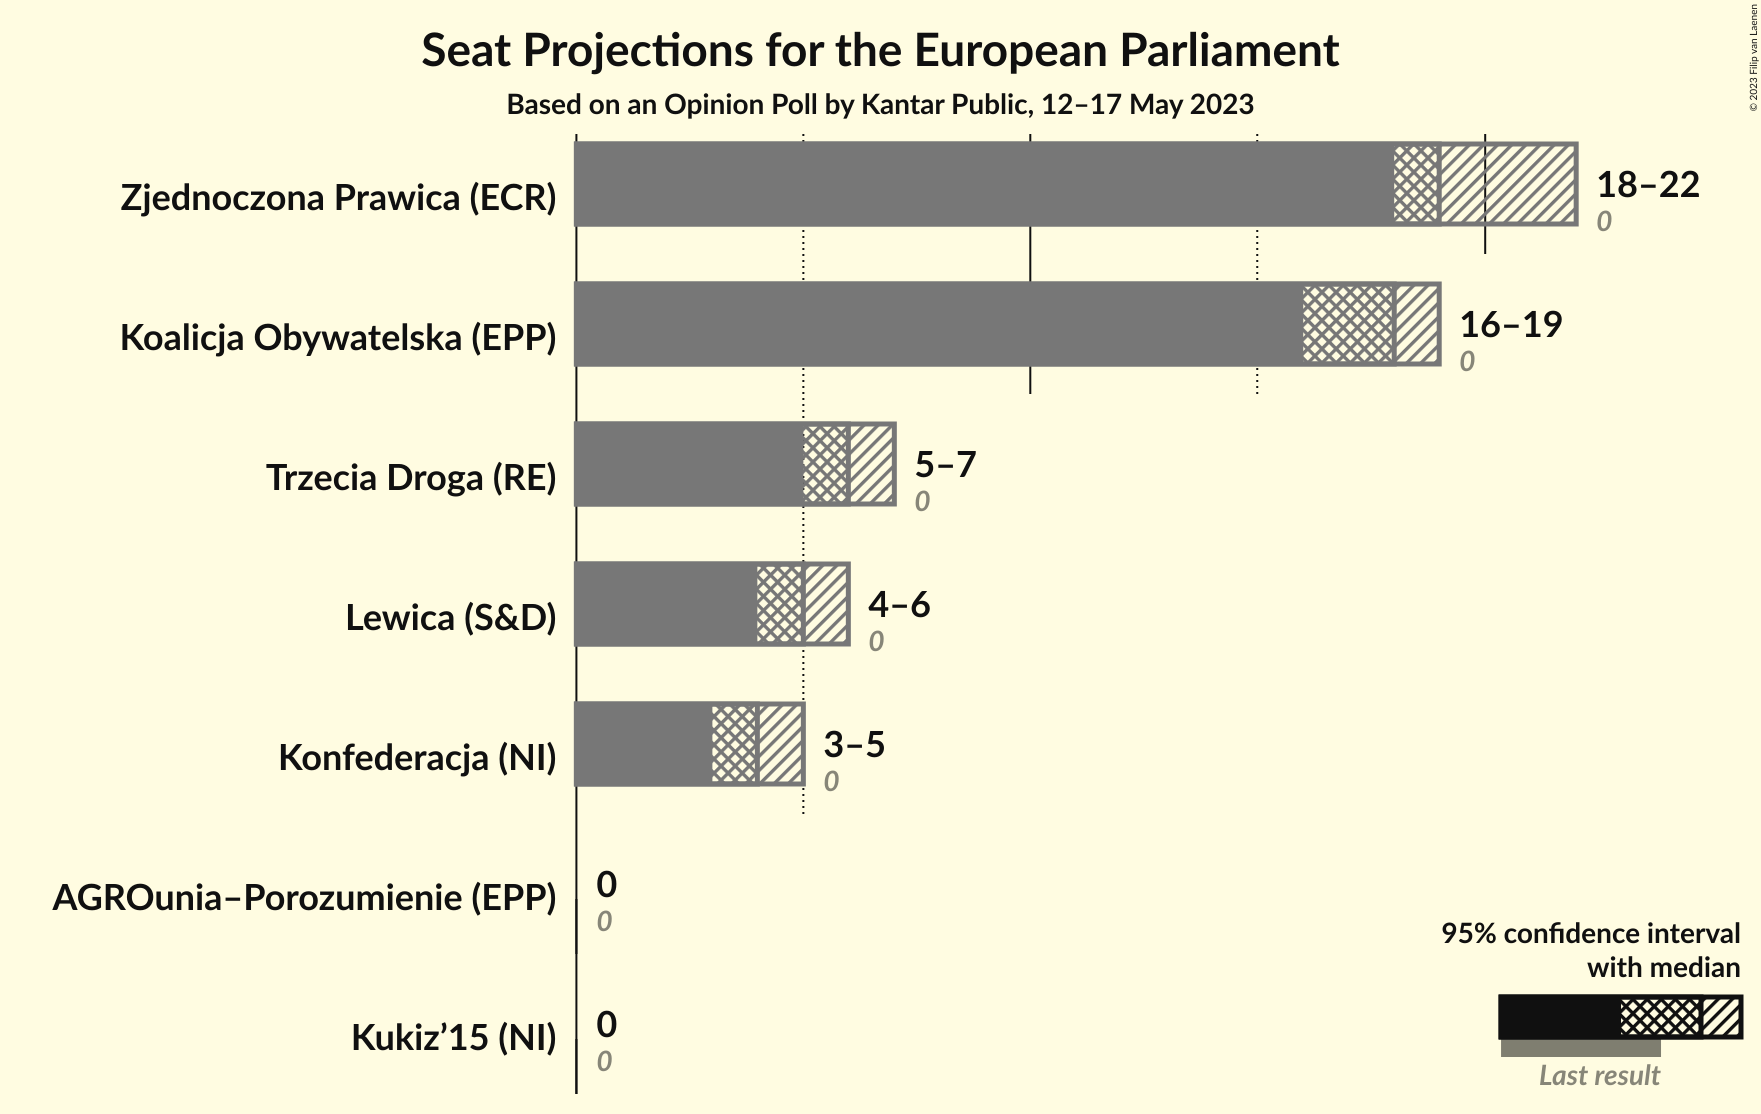 Seat Projections for the European Parliament
Based on an Opinion Poll by Kantar Public, 12–17 May 2023
© 2023 Filip van Laenen
Zjednoczona Prawica (ECR)
18–22
0
Koalicja Obywatelska (EPP)
16–19
0
Trzecia Droga (RE)
5–7
0
Lewica (S&D)
4–6
0
Konfederacja (NI)
3–5
0
AGROunia–Porozumienie (EPP)
0
0
Kukiz’15 (NI)
0
0
95% confidence interval
with median
Last result